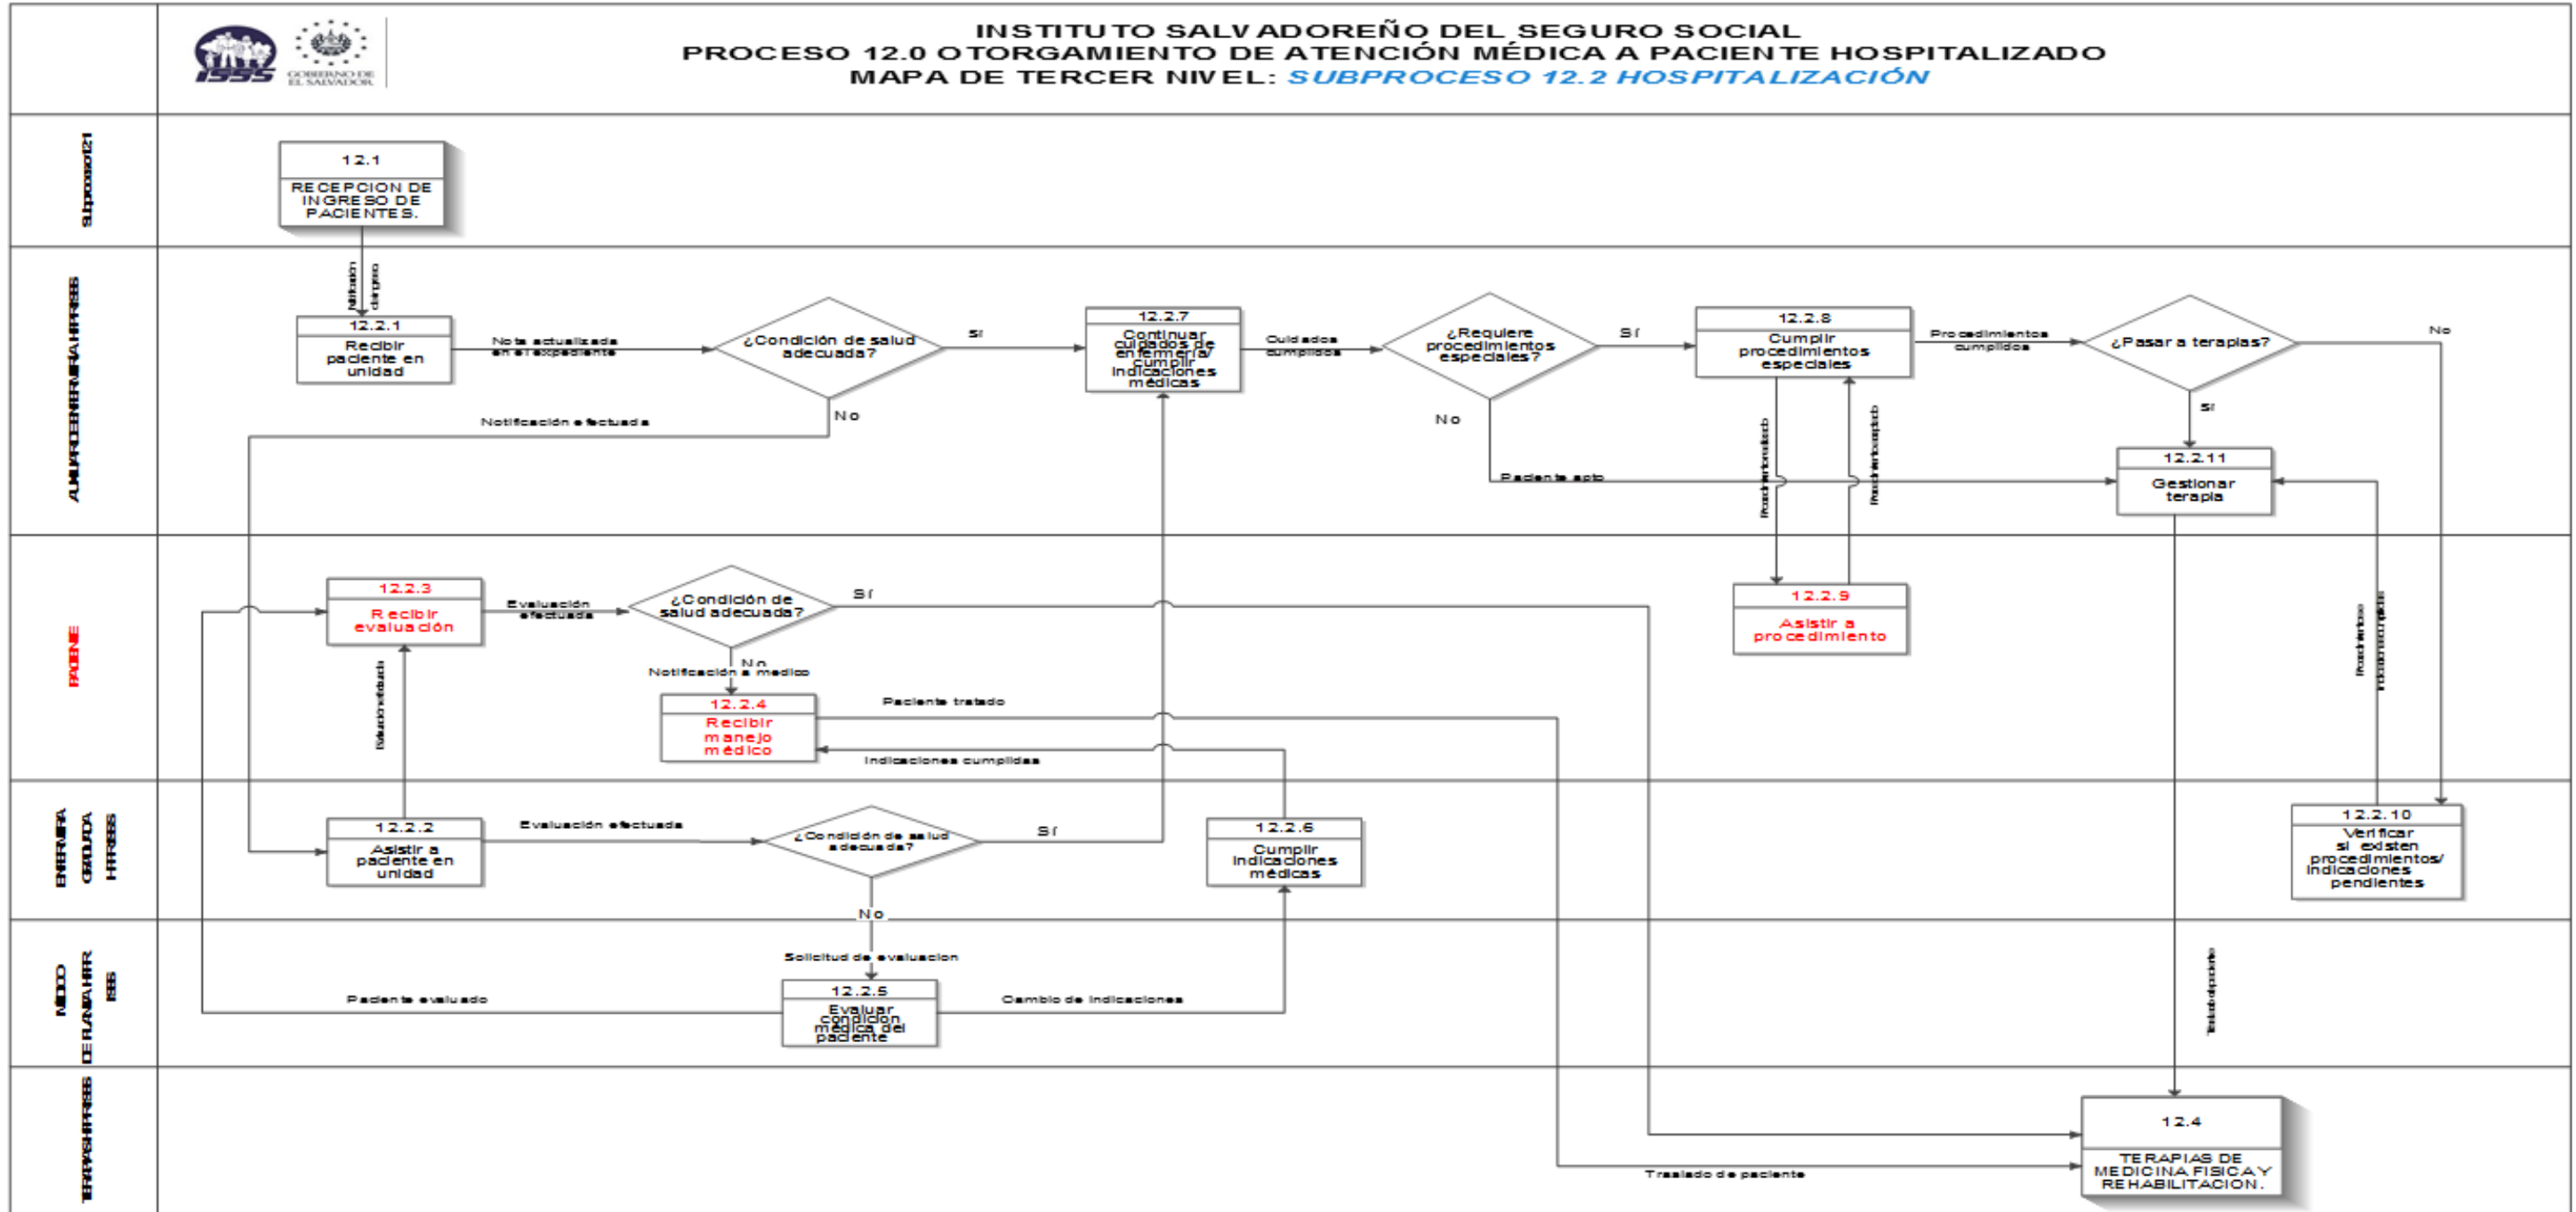 INSTITUTO SALVADOREÑO DEL SEGURO SOCIAL
PROCESO 12.0 OTORGAMIENTO DE ATENCIÓN MÉDICA A PACIENTE HOSPITALIZADO
MAPA DE TERCER NIVEL: SUBPROCESO 12.2 HOSPITALIZACIÓN
ISSS
GOBIERNO DE
EL SALVADOR
12.1
RECEPCION DE
INGRESO DE
PACIENTES.
12.2.1
Recibir
paciente en
unidad
Nota actualizada
en el expediente
¿Condición de salud
adecuada?
Sí
No
Notificación efectuada
12.2.7
Continuar
cuidados de
enfermería/
cumplir
indicaciones
médicas
Cuidados
cumplidos
¿Requiere
procedimientos
especiales?
Sí
No
Paciente apto
12.2.8
Cumplir
procedimientos
especiales
Procedimientos
cumplidos
¿Pasar a terapias?
No
Sí
12.2.11
Gestionar
terapia
PACIENTE
12.2.3
Recibir
evaluación
Evaluación
efectuada
¿Condición de
salud adecuada?
Sí
No
Notificación a medico
12.2.4
Recibir
manejo
médico
Paciente tratado
Indicaciones cumplidas
12.2.9
Asistir a
procedimiento
12.2.2
Asistir a
paciente en
unidad
Evaluación efectuada
¿Condición de salud
adecuada?
Sí
No
12.2.6
Cumplir
indicaciones
médicas
12.2.10
Verificar
si existen
procedimientos/
indicaciones
pendientes
Solicitud de evaluacion
12.2.5
Evaluar
condicion
médica del
paciente
Paciente evaluado
Cambio de indicaciones
Traslado de paciente
12.4
TERAPIAS DE
MEDICINA FISICA Y
REHABILITACION.